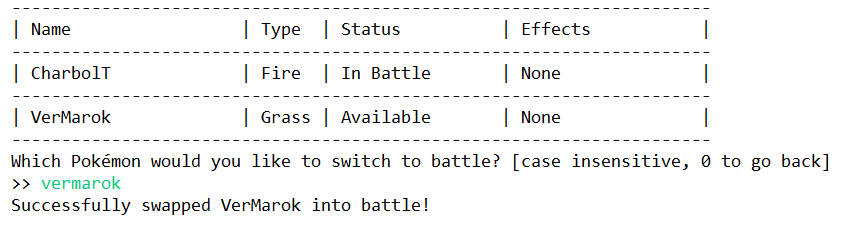 ----------------------------------------------------------------------
| Name                 | Type  | Status          | Effects           |
----------------------------------------------------------------------
| CharbolT             | Fire  | In Battle       | None              |
----------------------------------------------------------------------
| VerMarok             | Grass | Available       | None              |
----------------------------------------------------------------------
Which Pokémon would you like to switch to battle? [case insensitive, 0 to go back]
>> vermarok
Successfully swapped VerMarok into battle!